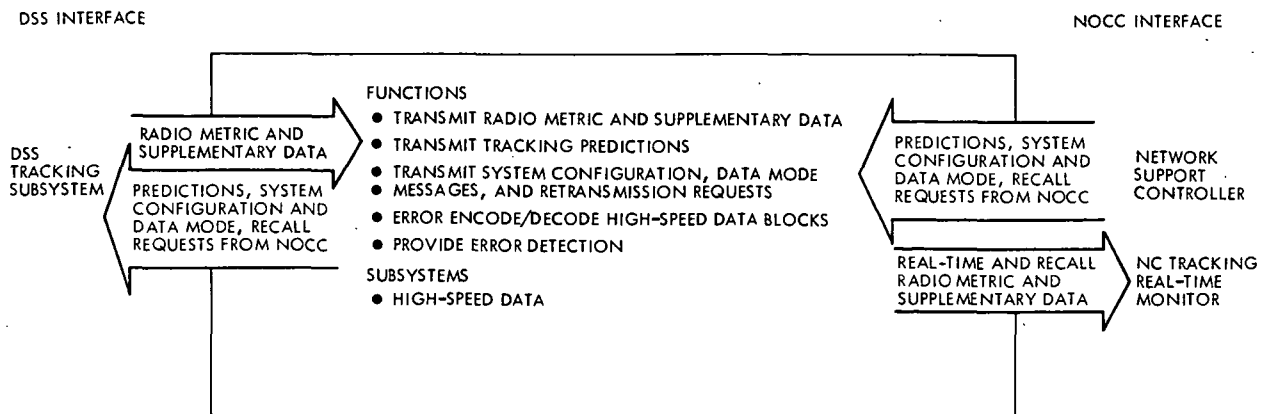 DSS INTERFACE
NOCC INTERFACE
DSS
TRACKING
SUBSYSTEM
RADIO METRIC AND
SUPPLEMENTARY DATA
PREDICTIONS, SYSTEM
CONFIGURATION AND
DATA MODE, RECALL
REQUESTS FROM NOCC
FUNCTIONS
● TRANSMIT RADIO METRIC AND SUPPLEMENTARY DATA
● TRANSMIT TRACKING PREDICTIONS
● TRANSMIT SYSTEM CONFIGURATION, DATA MODE
● MESSAGES, AND RETRANSMISSION REQUESTS
● ERROR ENCODE/DECODE HIGH-SPEED DATA BLOCKS
● PROVIDE ERROR DETECTION
SUBSYSTEMS
● HIGH-SPEED DATA
PREDICTIONS, SYSTEM
CONFIGURATION AND
DATA MODE, RECALL
REQUESTS FROM NOCC
NETWORK
SUPPORT
CONTROLLER
REAL-TIME AND RECALL
RADIO METRIC AND
SUPPLEMENTARY DATA
NC TRACKING
REAL-TIME
MONITOR